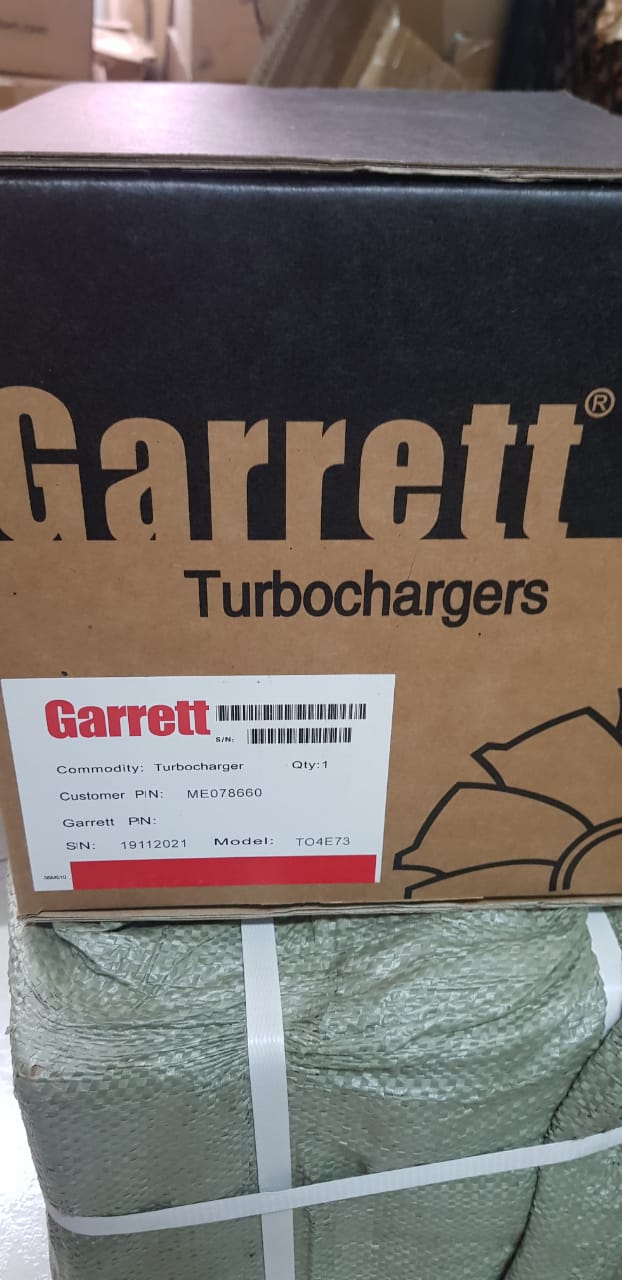 Garrett®
Turbochargers
Garrett
S/N:
Commodity: Turbocharger Qty:1
Customer P/N: ME078660
Garrett P/N:
S/N: 19112021 Model: TO4E73